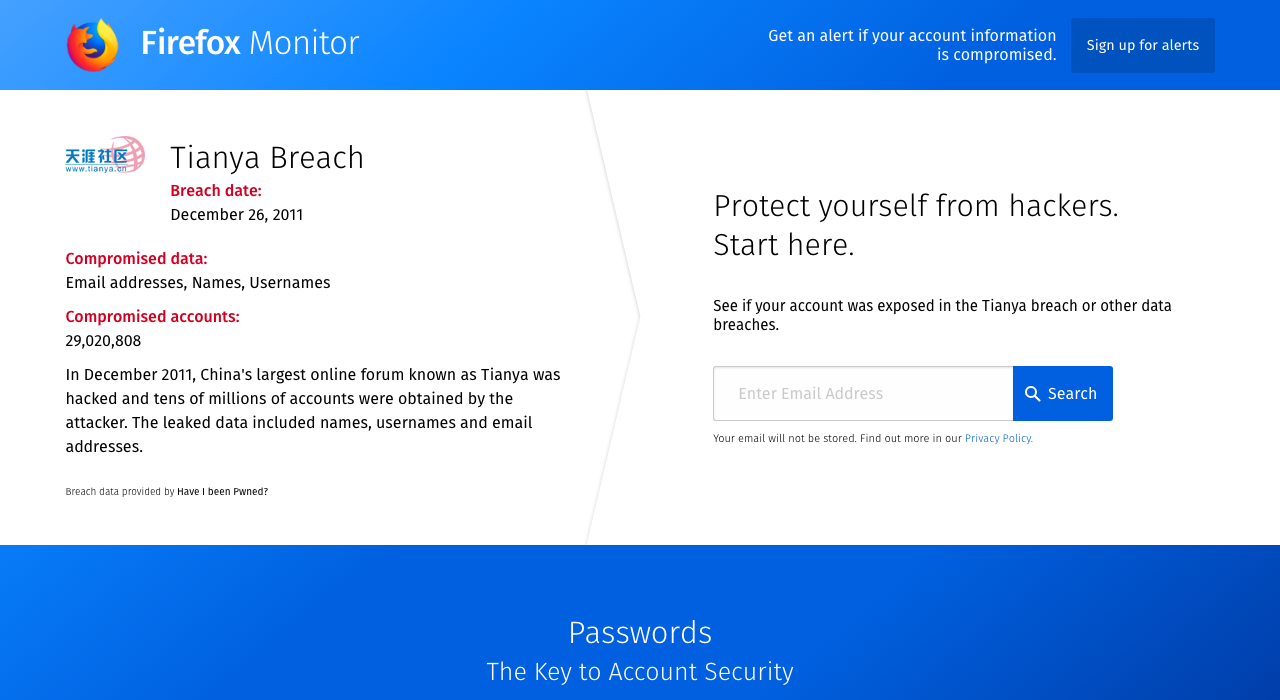 Firefox Monitor
Get an alert if your account information
is compromised.
Sign up for alerts
天涯社区
www.tianya.cn
Tianya Breach
Breach date:
December 26, 2011
Compromised data:
Email addresses, Names, Usernames
Compromised accounts:
29,020,808
In December 2011, China's largest online forum known as Tianya was
hacked and tens of millions of accounts were obtained by the
attacker. The leaked data included names, usernames and email
addresses.
Breach data provided by Have I been Pwned?
Protect yourself from hackers.
Start here.
See if your account was exposed in the Tianya breach or other data
breaches.
Enter Email Address
Search
Your email will not be stored. Find out more in our Privacy Policy.
Passwords
The Key to Account Security